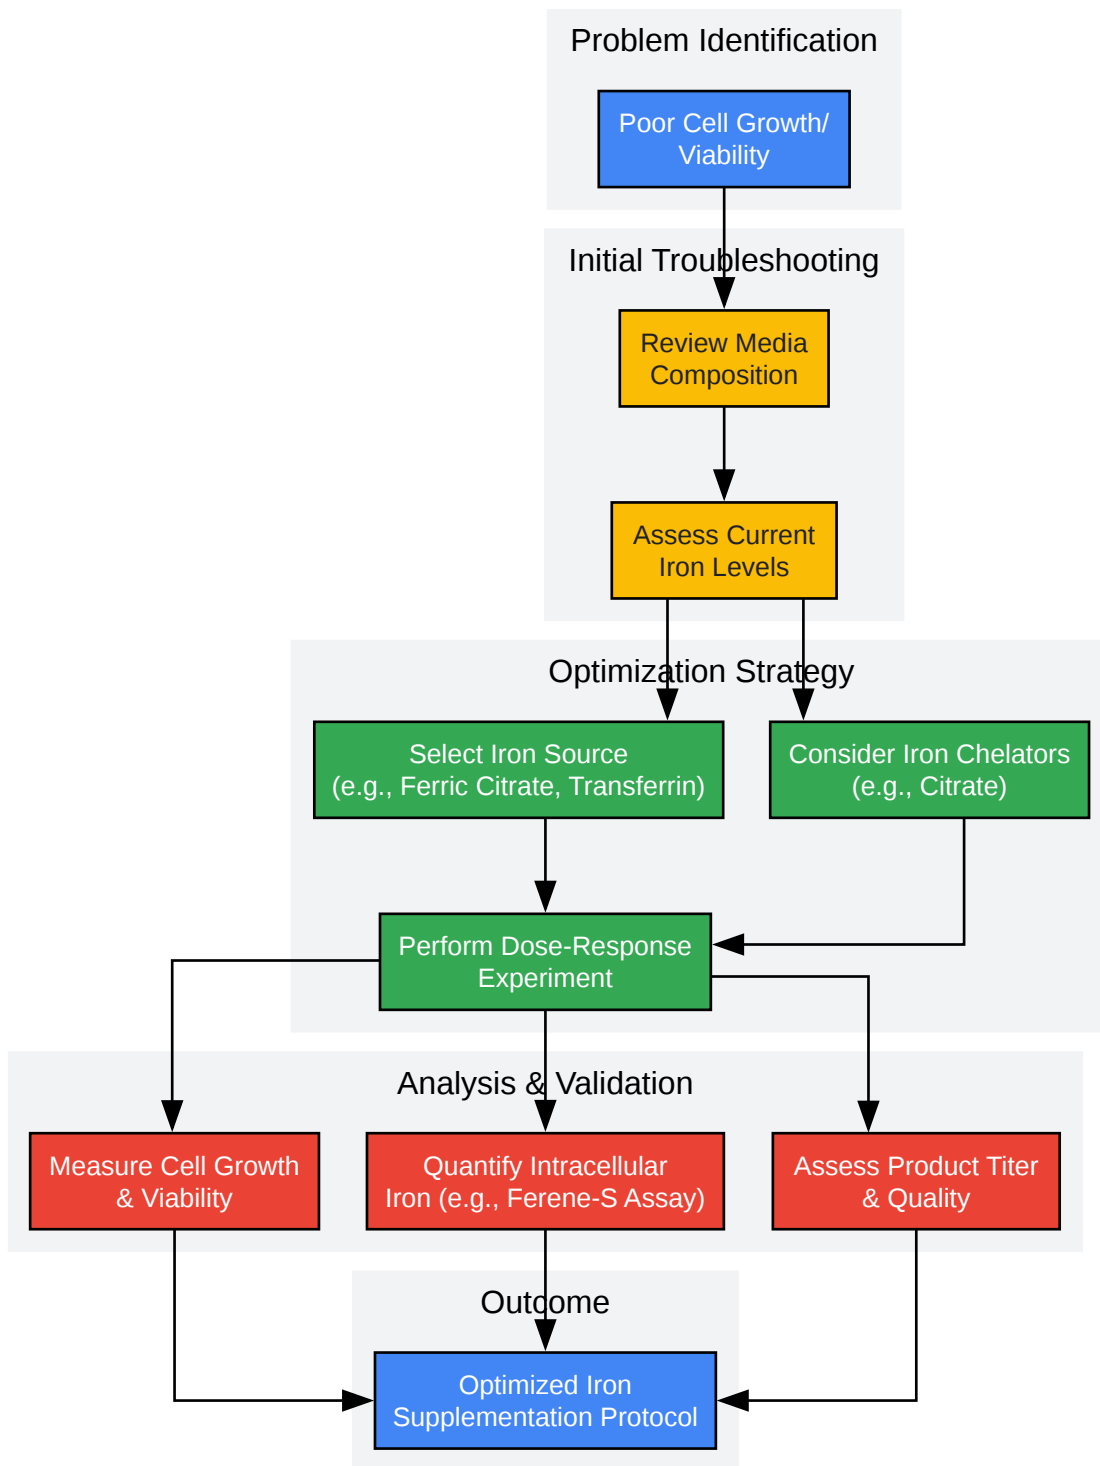 Problem Identification
Poor Cell Growth/
Viability
Initial Troubleshooting
Review Media
Composition
Assess Current
Iron Levels
Optimization Strategy
Select Iron Source
(e.g., Ferric Citrate, Transferrin)
Consider Iron Chelators
(e.g., Citrate)
Perform Dose-Response
Experiment
Analysis & Validation
Measure Cell Growth
& Viability
Quantify Intracellular
Iron (e.g., Ferene-S Assay)
Assess Product Titer
& Quality
Outcome
Optimized Iron
Supplementation Protocol